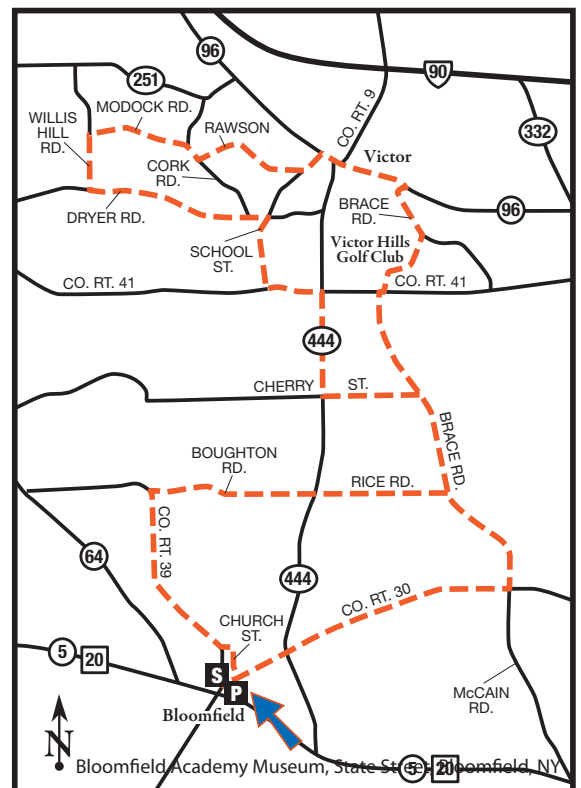 96
90
251
CO. RT. 9
MODOCK RD.
WILLIS
HILL
RD.
RAWSON
332
CORK
RD.
Victor
DRYER RD.
BRACE
RD.
96
SCHOOL
ST.
Victor Hills
Golf Club
CO. RT. 41
CO. RT. 41
444
CHERRY ST.
BOUGHTON
RD.
RICE RD.
BRACE RD.
CO. RT. 39
64
444
CO. RT. 30
CHURCH
ST.
5
20
S
P
McCAIN
RD.
Bloomfield
N
Bloomfield Academy Museum, State Street, Bloomfield, NY
5
20